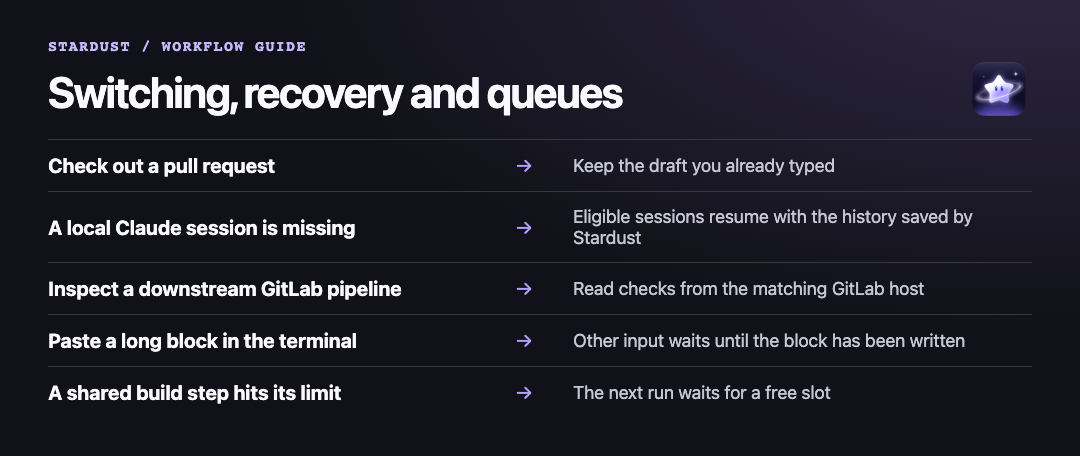 STARDUST / WORKFLOW GUIDE
Switching, recovery and queues
Check out a pull request → Keep the draft you already typed
A local Claude session is missing → Eligible sessions resume with the history saved by
Stardust
Inspect a downstream GitLab pipeline → Read checks from the matching GitLab host
Paste a long block in the terminal → Other input waits until the block has been written
A shared build step hits its limit → The next run waits for a free slot